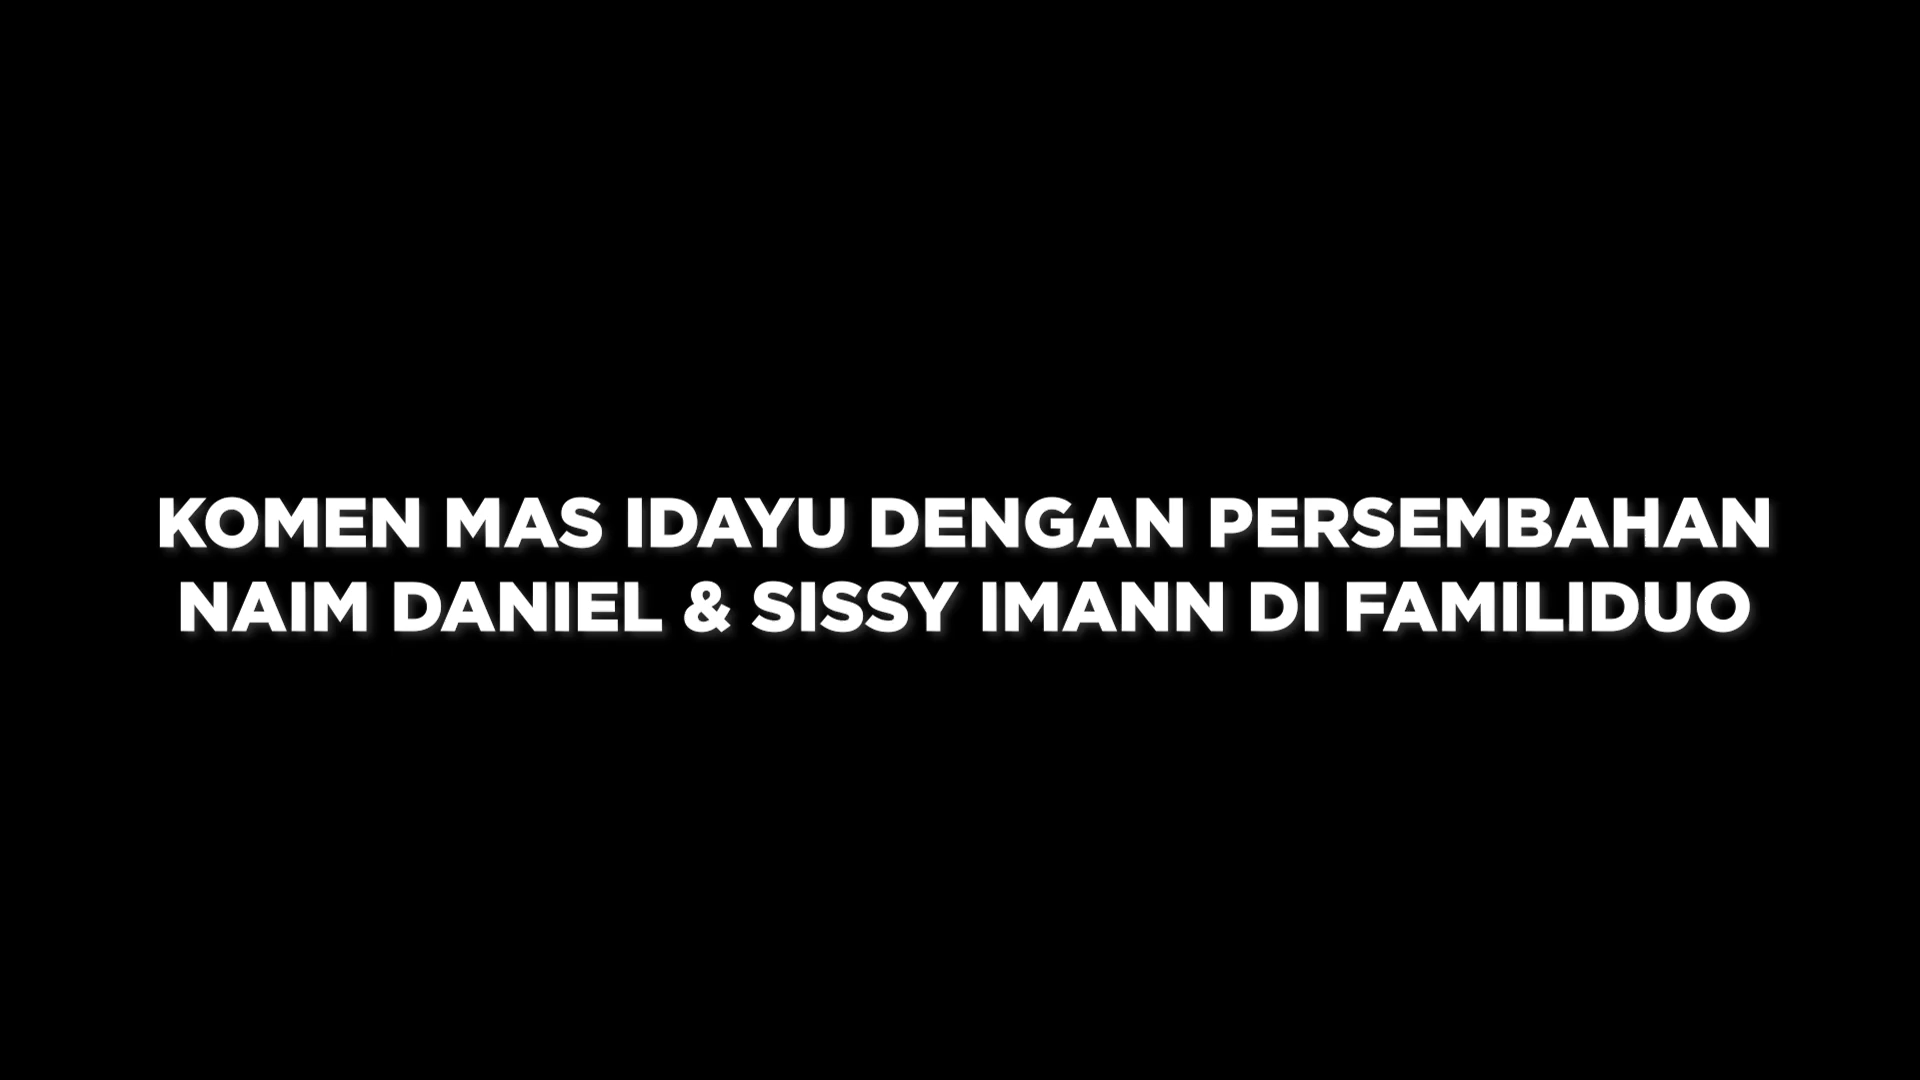 KOMEN MAS IDAYU DENGAN PERSEMBAHAN
NAIM DANIEL & SISSY IMANN DI FAMILIDUO